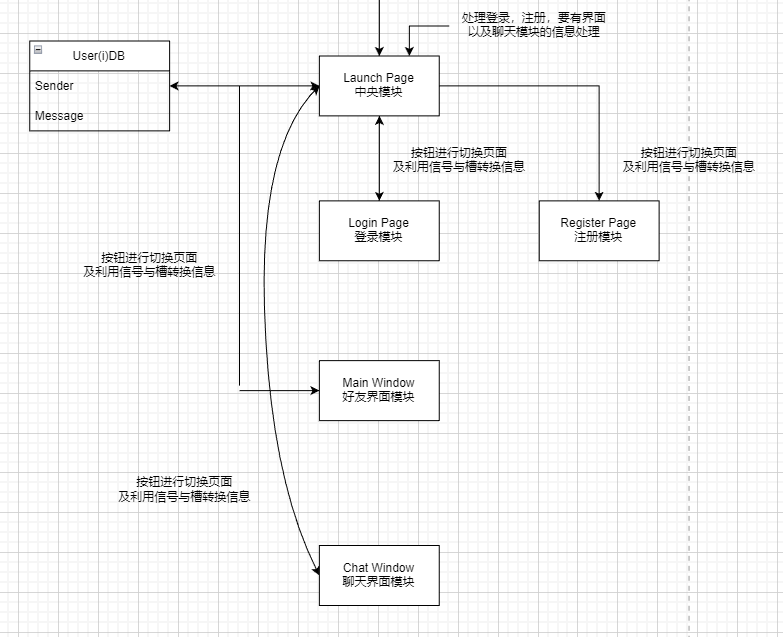 处理登录，注册，要有界面
以及聊天模块的信息处理
User(i)DB
Sender
Message
Launch Page
中央模块
按钮进行切换页面
及利用信号与槽转换信息
按钮进行切换页面
及利用信号与槽转换信息
Login Page
登录模块
Register Page
注册模块
按钮进行切换页面
及利用信号与槽转换信息
Main Window
好友界面模块
按钮进行切换页面
及利用信号与槽转换信息
Chat Window
聊天界面模块